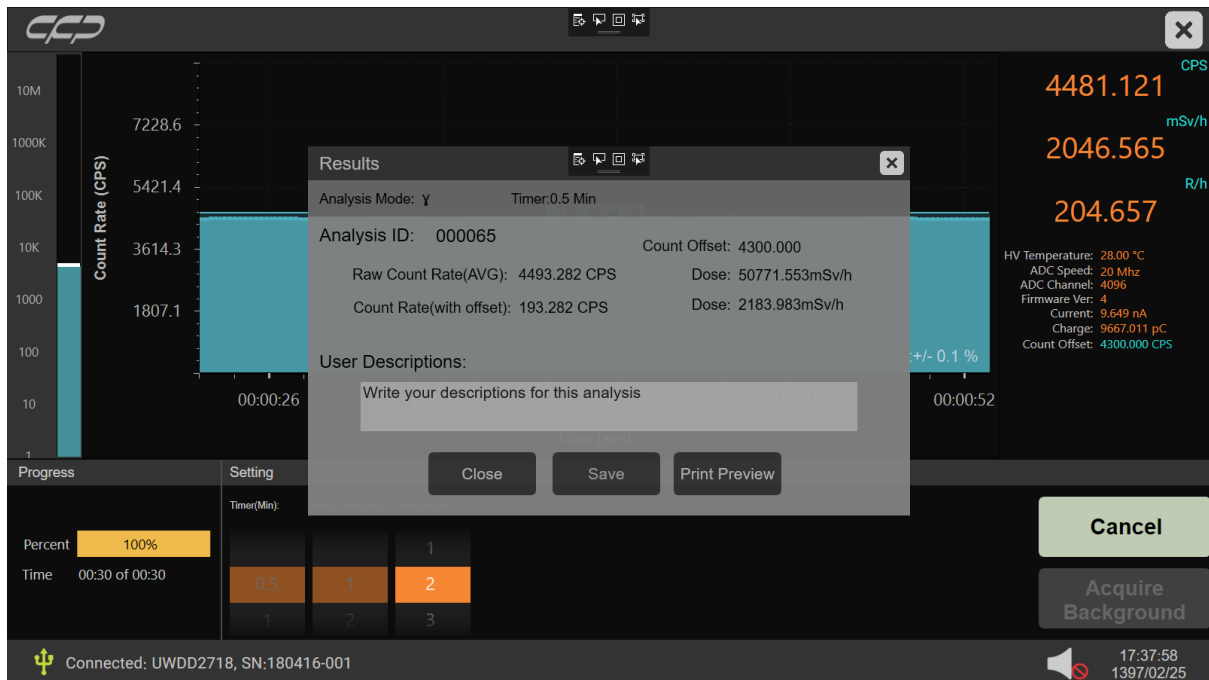 CCP
CPS
4481.121
mSv/h
2046.565
R/h
204.657
HV Temperature: 28.00 °C
ADC Speed: 20 Mhz
ADC Channel: 4096
Firmware Ver: 4
Current: 9.649 nA
Charge: 9667.011 pC
Count Offset: 4300.000 CPS
10M
1000K
100K
10K
1000
100
10
1
Count Rate (CPS)
7228.6
5421.4
3614.3
1807.1
00:00:26
00:00:52
+/- 0.1 %
Time (sec)
Results
Analysis Mode: γ Timer:0.5 Min
Analysis ID: 000065
Count Offset: 4300.000
Raw Count Rate(AVG): 4493.282 CPS Dose: 50771.553mSv/h
Count Rate(with offset): 193.282 CPS Dose: 2183.983mSv/h
User Descriptions:
Write your descriptions for this analysis
Close Save Print Preview
Progress
Percent 100%
Time 00:30 of 00:30
Setting
Timer(Min):
1
0.5 1 2
1 2 3
Cancel
Acquire
Background
Connected: UWDD2718, SN:180416-001
17:37:58
1397/02/25